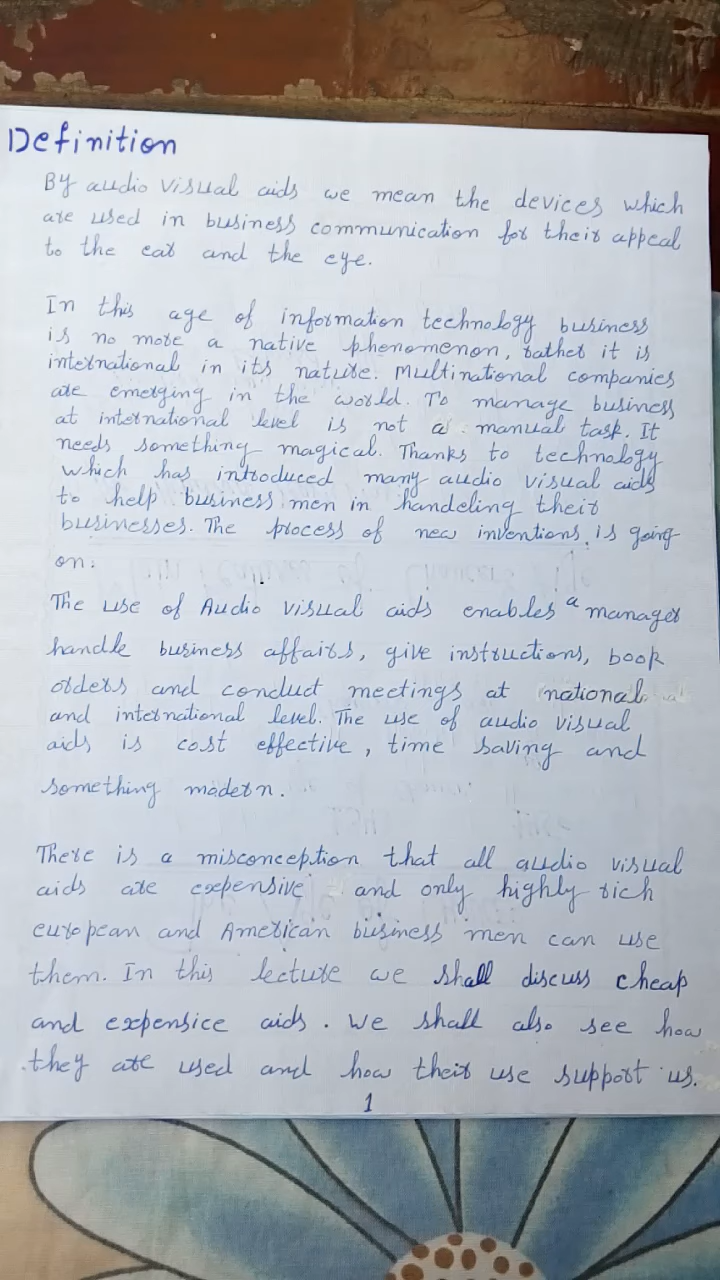 Definition
By audio visual aids we mean the devices which
are used in business communication for their appeal
to the ear and the eye.
In this age of information technology business
is no more a native phenomenon, rather it is
international in its nature. Multinational companies
are emerging in the world. To manage business
at international level is not a manual task. It
needs something magical. Thanks to technology
which has introduced many audio visual aids
to help business men in handeling their
businesses. The process of new inventions is going
on.
The use of Audio visual aids enables a manager
handle business affairs, give instructions, book
orders and conduct meetings at national
and international level. The use of audio visual
aids is cost effective, time saving and
something modern.
There is a misconception that all audio visual
aids are expensive and only highly rich
european and American business men can use
them. In this lecture we shall discuss cheap
and expensice aids. We shall also see how
they are used and how their use support us.
1